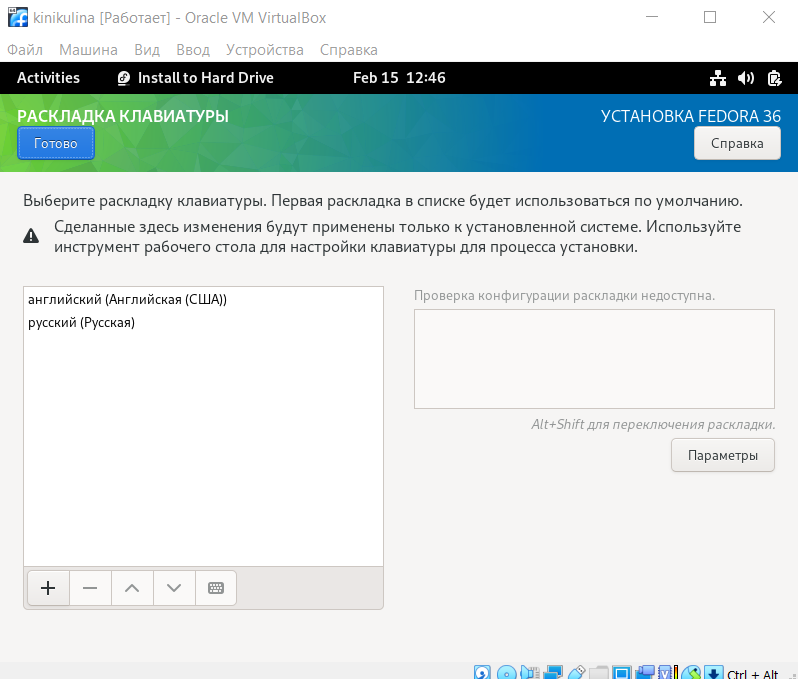 kinikulina [Работает] - Oracle VM VirtualBox
Файл Машина Вид Ввод Устройства Справка
Activities Install to Hard Drive Feb 15 12:46
РАСКЛАДКА КЛАВИАТУРЫ УСТАНОВКА FEDORA 36
Готово Справка
Выберите раскладку клавиатуры. Первая раскладка в списке будет использоваться по умолчанию.
Сделанные здесь изменения будут применены только к установленной системе. Используйте
инструмент рабочего стола для настройки клавиатуры для процесса установки.
английский (Английская (США))
русский (Русская)
Проверка конфигурации раскладки недоступна.
Alt+Shift для переключения раскладки.
Параметры
Ctrl + Alt